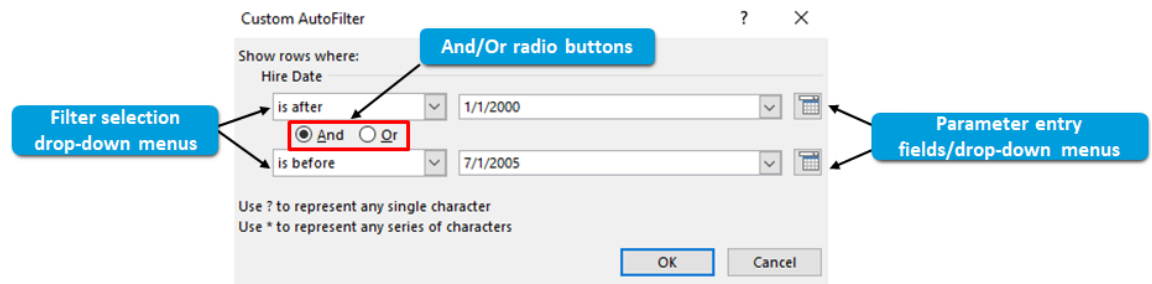 Custom AutoFilter
?
And/Or radio buttons
Show rows where:
Hire Date
is after
1/1/2000
Filter selection
drop-down menus
And Or
Parameter entry
fields/drop-down menus
is before
7/1/2005
Use ? to represent any single character
Use * to represent any series of characters
OK
Cancel